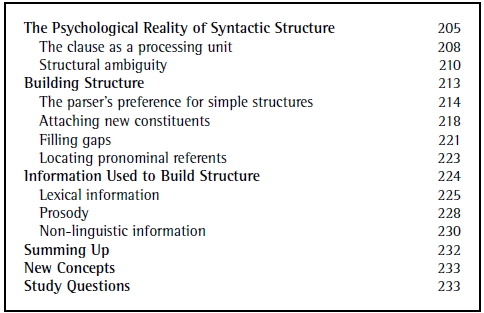 The Psychological Reality of Syntactic Structure 205
The clause as a processing unit 208
Structural ambiguity 210
Building Structure 213
The parser's preference for simple structures 214
Attaching new constituents 218
Filling gaps 221
Locating pronominal referents 223
Information Used to Build Structure 224
Lexical information 225
Prosody 228
Non-linguistic information 230
Summing Up 232
New Concepts 233
Study Questions 233